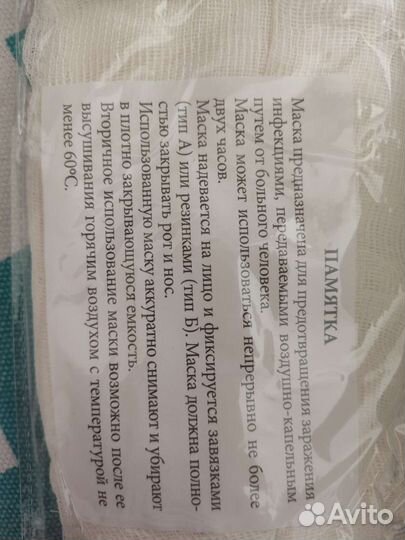 ПАМЯТКА
Маска предназначена для предотвращения заражения
инфекциями, передаваемыми воздушно-капельным
путем от больного человека.
Маска может использоваться непрерывно не более
двух часов.
Маска надевается на лицо и фиксируется завязками
(тип А) или резинками (тип Б). Маска должна полно-
стью закрывать рот и нос.
Использованную маску аккуратно снимают и убирают
в плотно закрывающуюся емкость.
Вторичное использование маски возможно после ее
высушивания горячим воздухом с температурой не
менее 60°С.
Avito